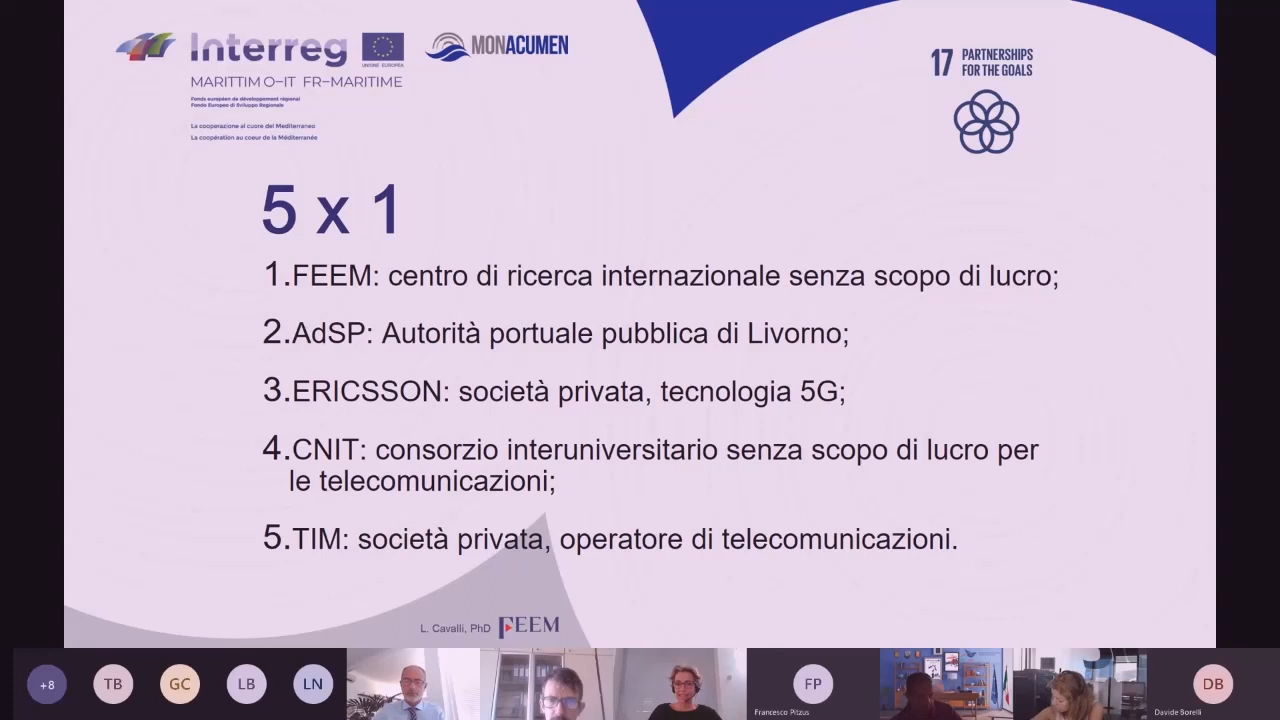 Interreg
UNIONE EUROPEA
MONACUMEN
MARITTIMO-IT FR-MARITIME
Fonds européen de développement régional
Fondo Europeo di Sviluppo Regionale
La cooperazione al cuore del Mediterraneo
La coopération au coeur de la Méditerranée
17 PARTNERSHIPS
FOR THE GOALS
5 x 1
1.FEEM: centro di ricerca internazionale senza scopo di lucro;
2.AdSP: Autorità portuale pubblica di Livorno;
3.ERICSSON: società privata, tecnologia 5G;
4.CNIT: consorzio interuniversitario senza scopo di lucro per
le telecomunicazioni;
5.TIM: società privata, operatore di telecomunicazioni.
L. Cavalli, PhD FEEM
+8 TB GC LB LN FP DB
Francesco Pitzus
Davide Borelli